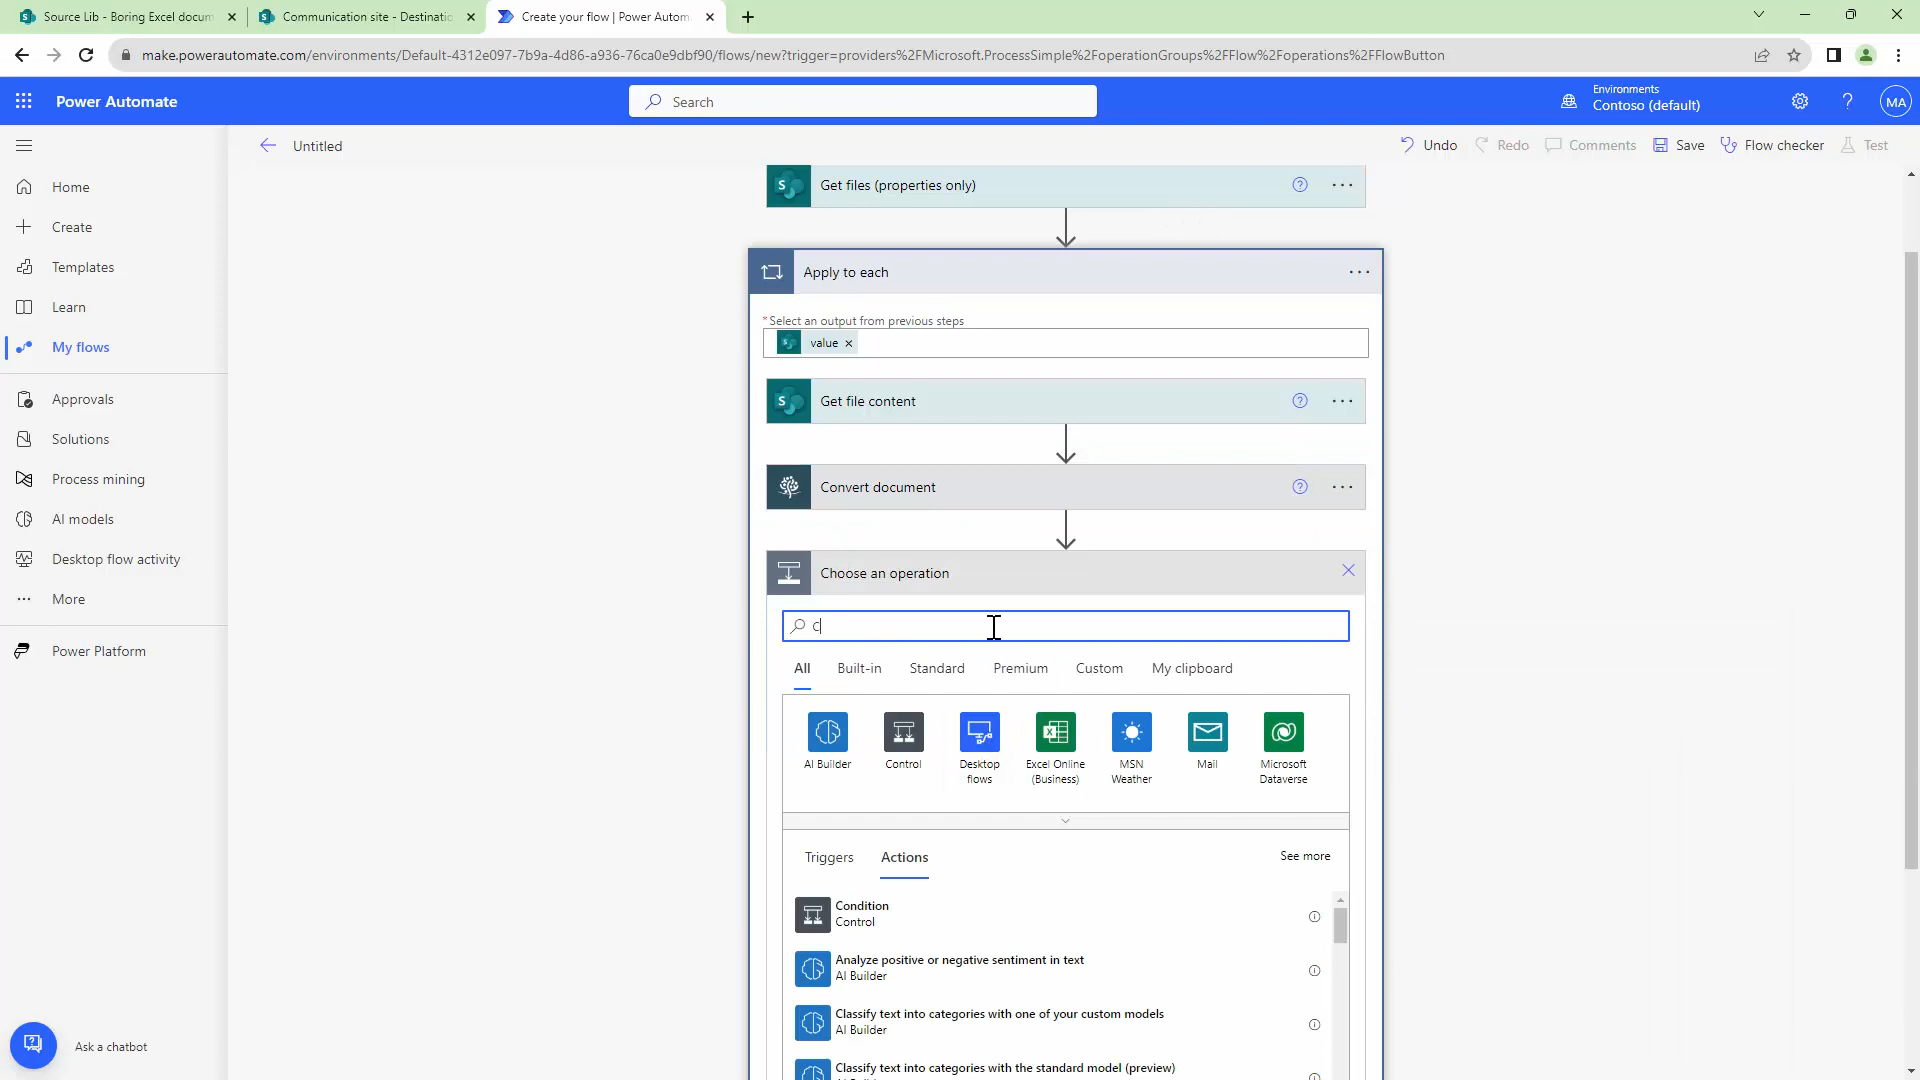 Source Lib - Boring Excel docum
Communication site - Destinatio
Create your flow | Power Autom
make.powerautomate.com/environments/Default-4312e097-7b9a-4d86-a936-76ca0e9dbf90/flows/new?trigger=providers%2FMicrosoft.ProcessSimple%2FoperationGroups%2FFlow%2Foperations%2FFlowButton
Power Automate
Search
Environments
Contoso (default)
MA
Untitled
Undo
Redo
Comments
Save
Flow checker
Test
Home
Create
Templates
Learn
My flows
Approvals
Solutions
Process mining
AI models
Desktop flow activity
More
Power Platform
Ask a chatbot
Get files (properties only)
Apply to each
* Select an output from previous steps
value
Get file content
Convert document
Choose an operation
C
All
Built-in
Standard
Premium
Custom
My clipboard
AI Builder
Control
Desktop
flows
Excel Online
(Business)
MSN
Weather
Mail
Microsoft
Dataverse
Triggers
Actions
See more
Condition
Control
Analyze positive or negative sentiment in text
AI Builder
Classify text into categories with one of your custom models
AI Builder
Classify text into categories with the standard model (preview)